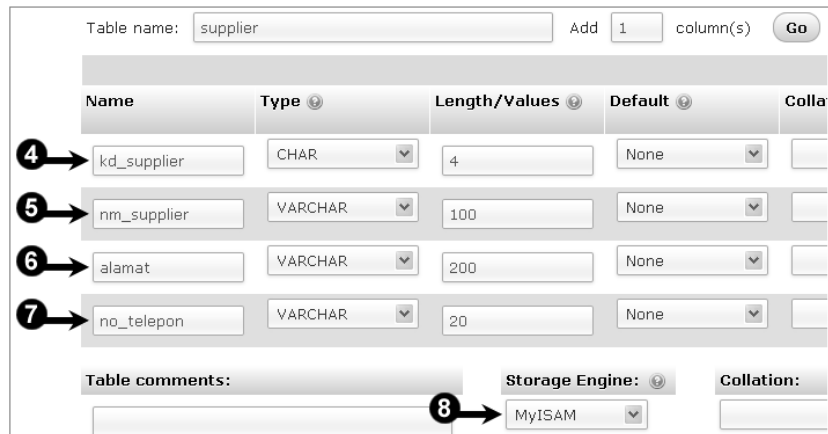 Table name: supplier Add 1 column(s) Go
Name Type Length/Values Default Colla
4 kd_supplier CHAR 4 None
5 nm_supplier VARCHAR 100 None
6 alamat VARCHAR 200 None
7 no_telepon VARCHAR 20 None
Table comments: Storage Engine: Collation:
8 MyISAM